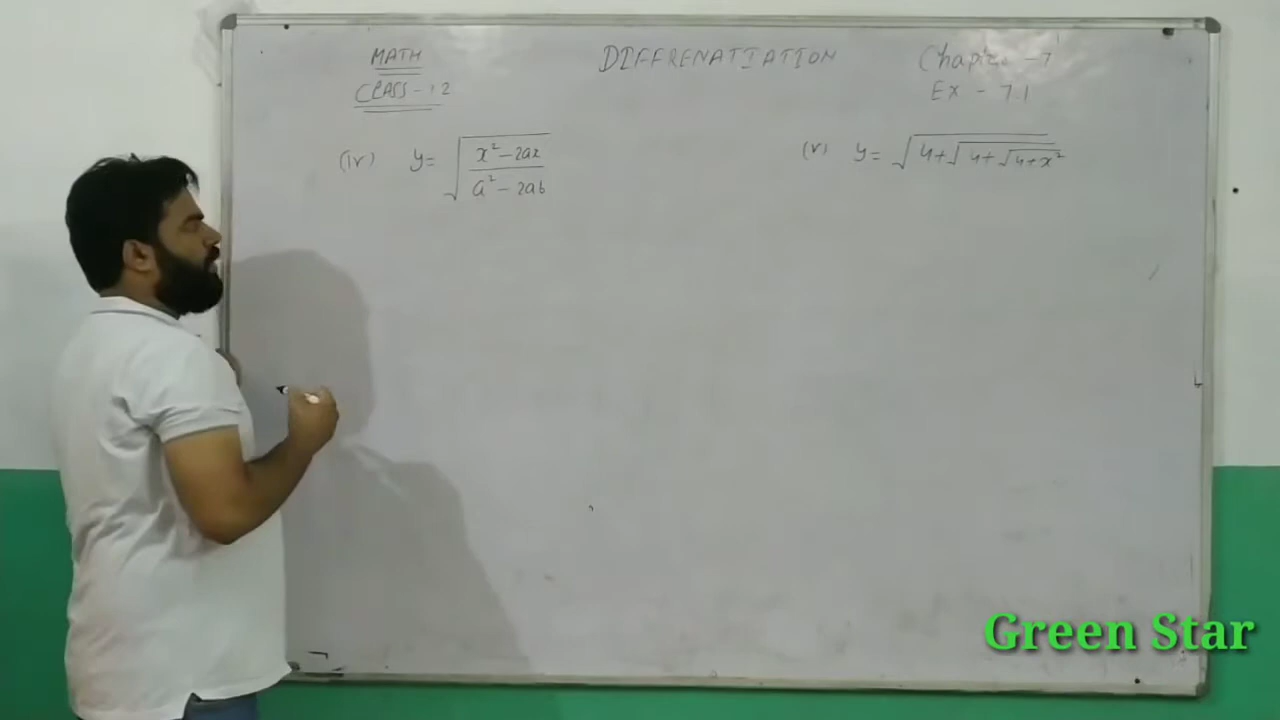 MATH
CLASS - 12
DIFFRENATIATION
Chapter - 7
Ex - 7.1
(iv) y = √((x² - 2ax)/(a² - 2ab))
(v) y = √(4+√(4+√(4+x²)))
Green Star